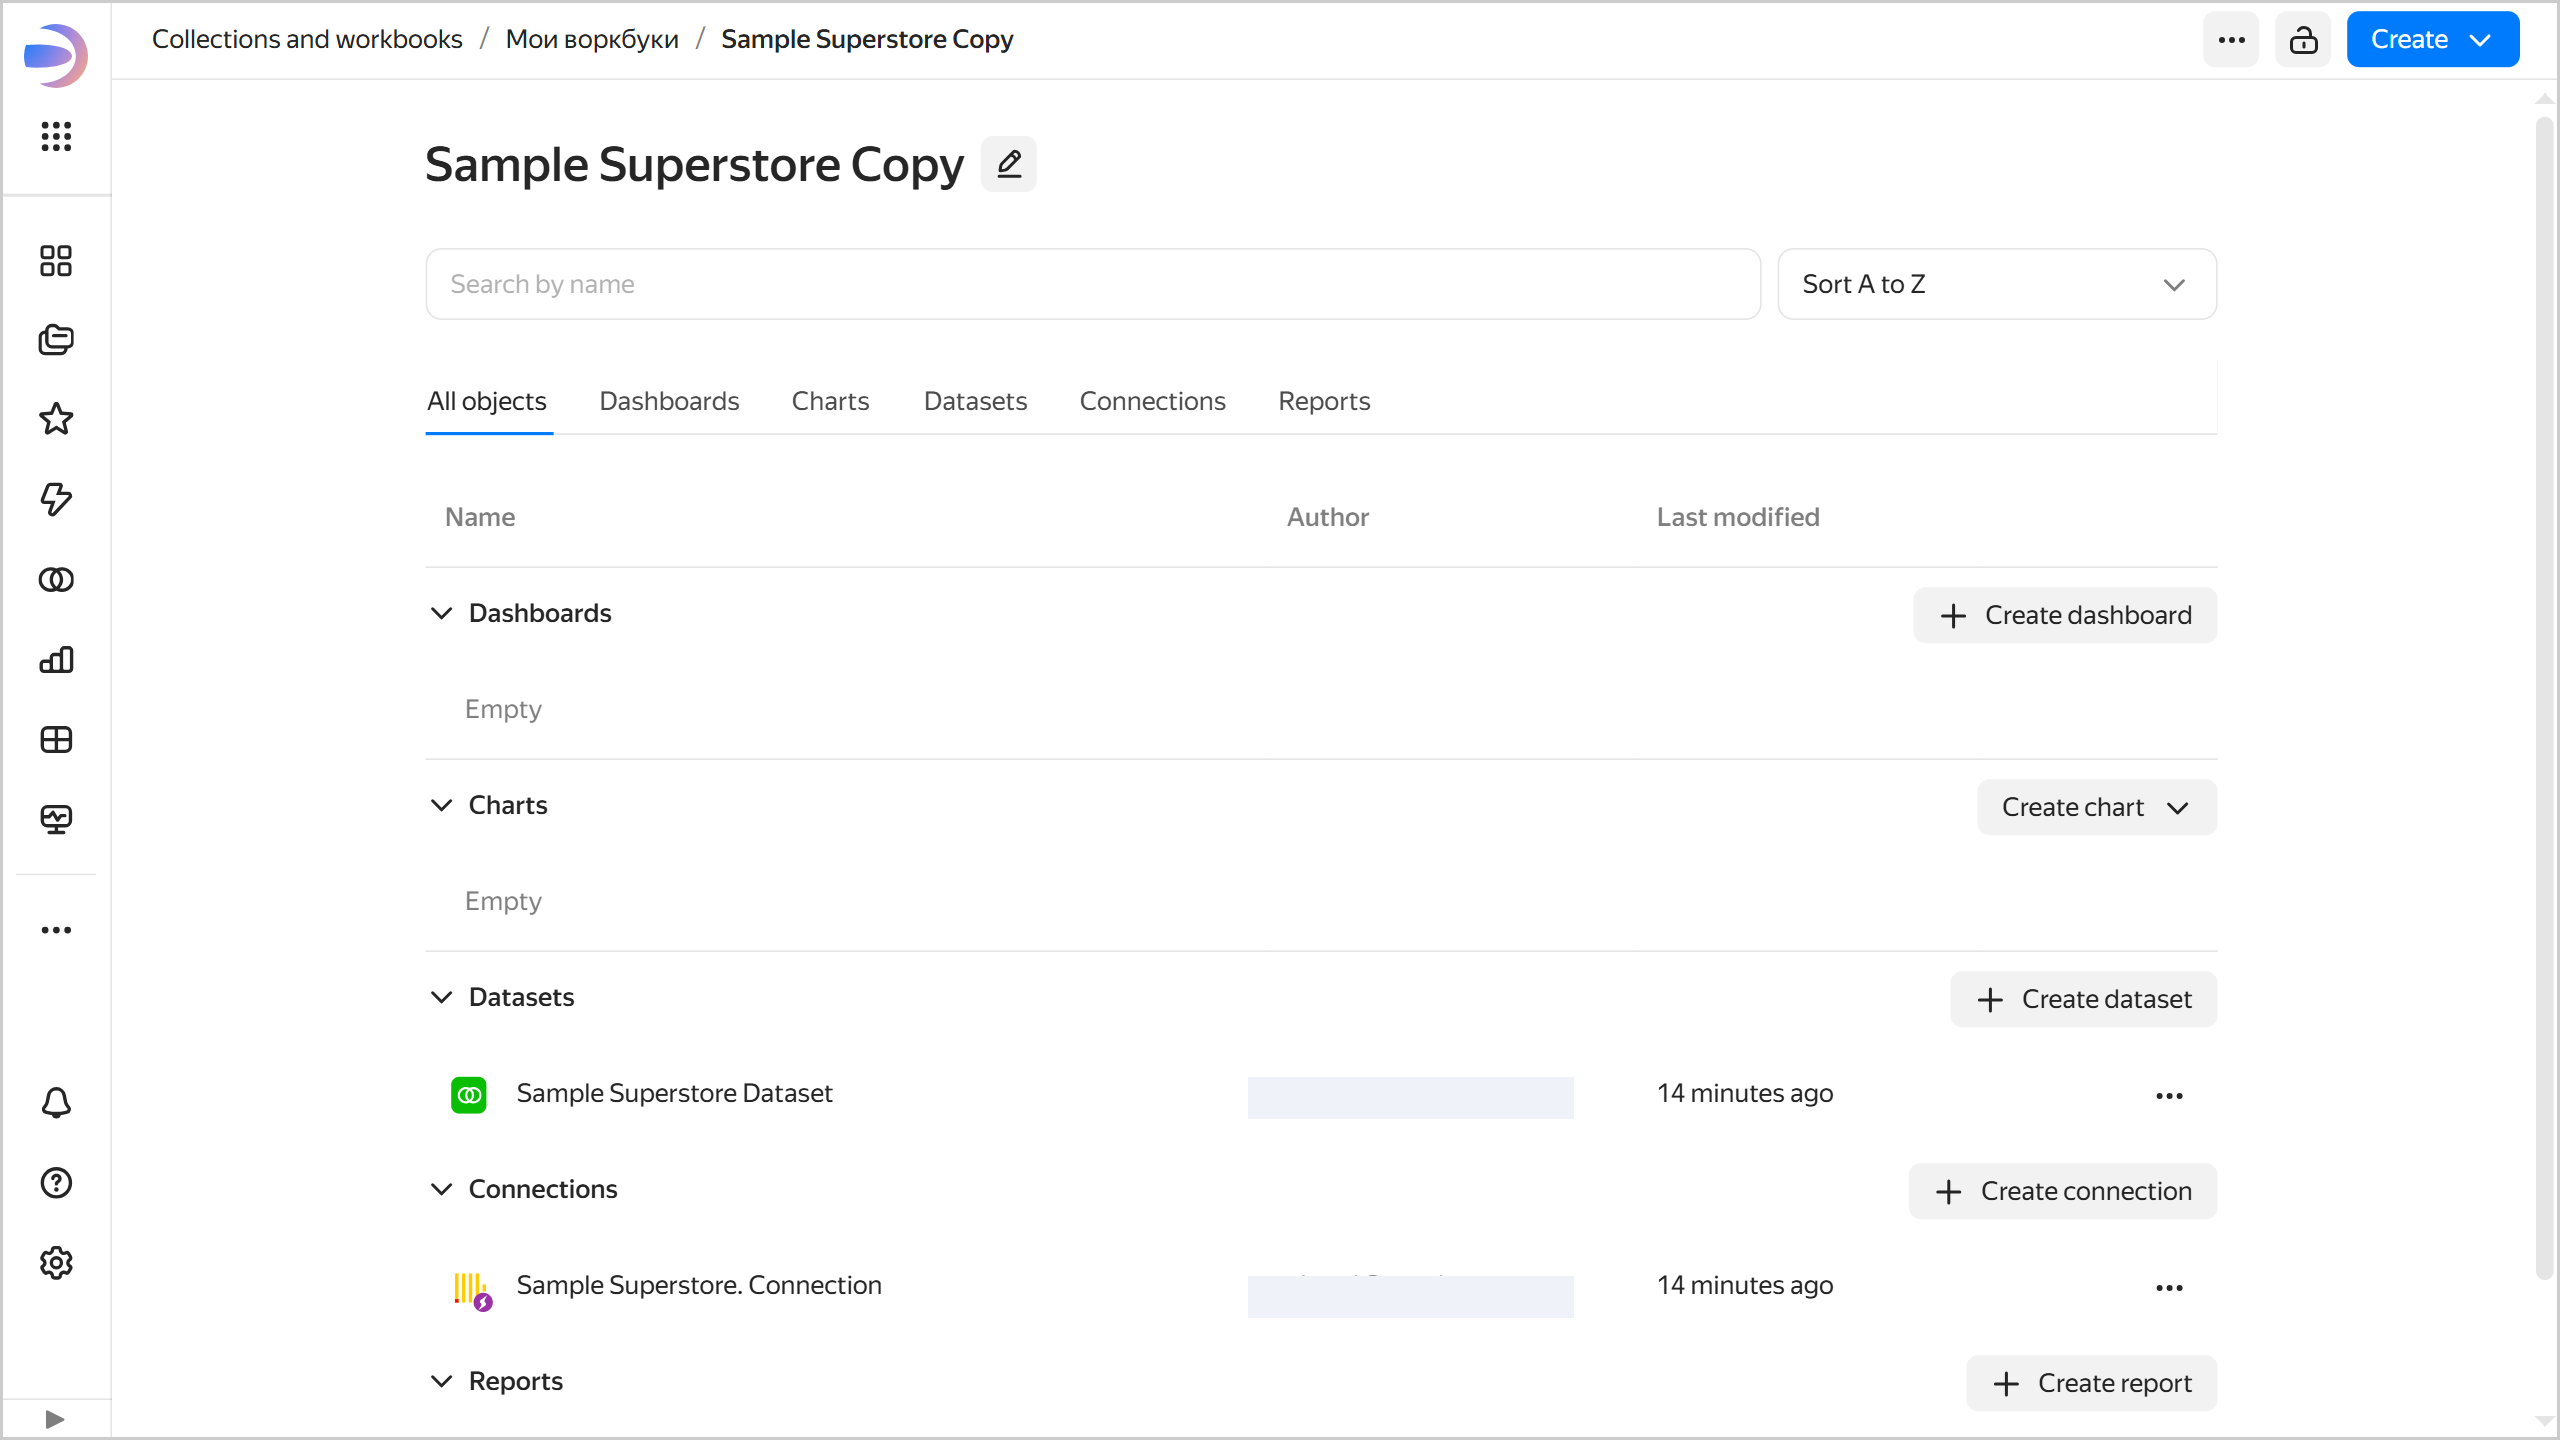 Collections and workbooks / Мои воркбуки / Sample Superstore Copy
Create
Sample Superstore Copy
Search by name
Sort A to Z
All objects Dashboards Charts Datasets Connections Reports
Name Author Last modified
Dashboards
Create dashboard
Empty
Charts
Create chart
Empty
Datasets
Create dataset
Sample Superstore Dataset 14 minutes ago
Connections
Create connection
Sample Superstore. Connection 14 minutes ago
Reports
Create report